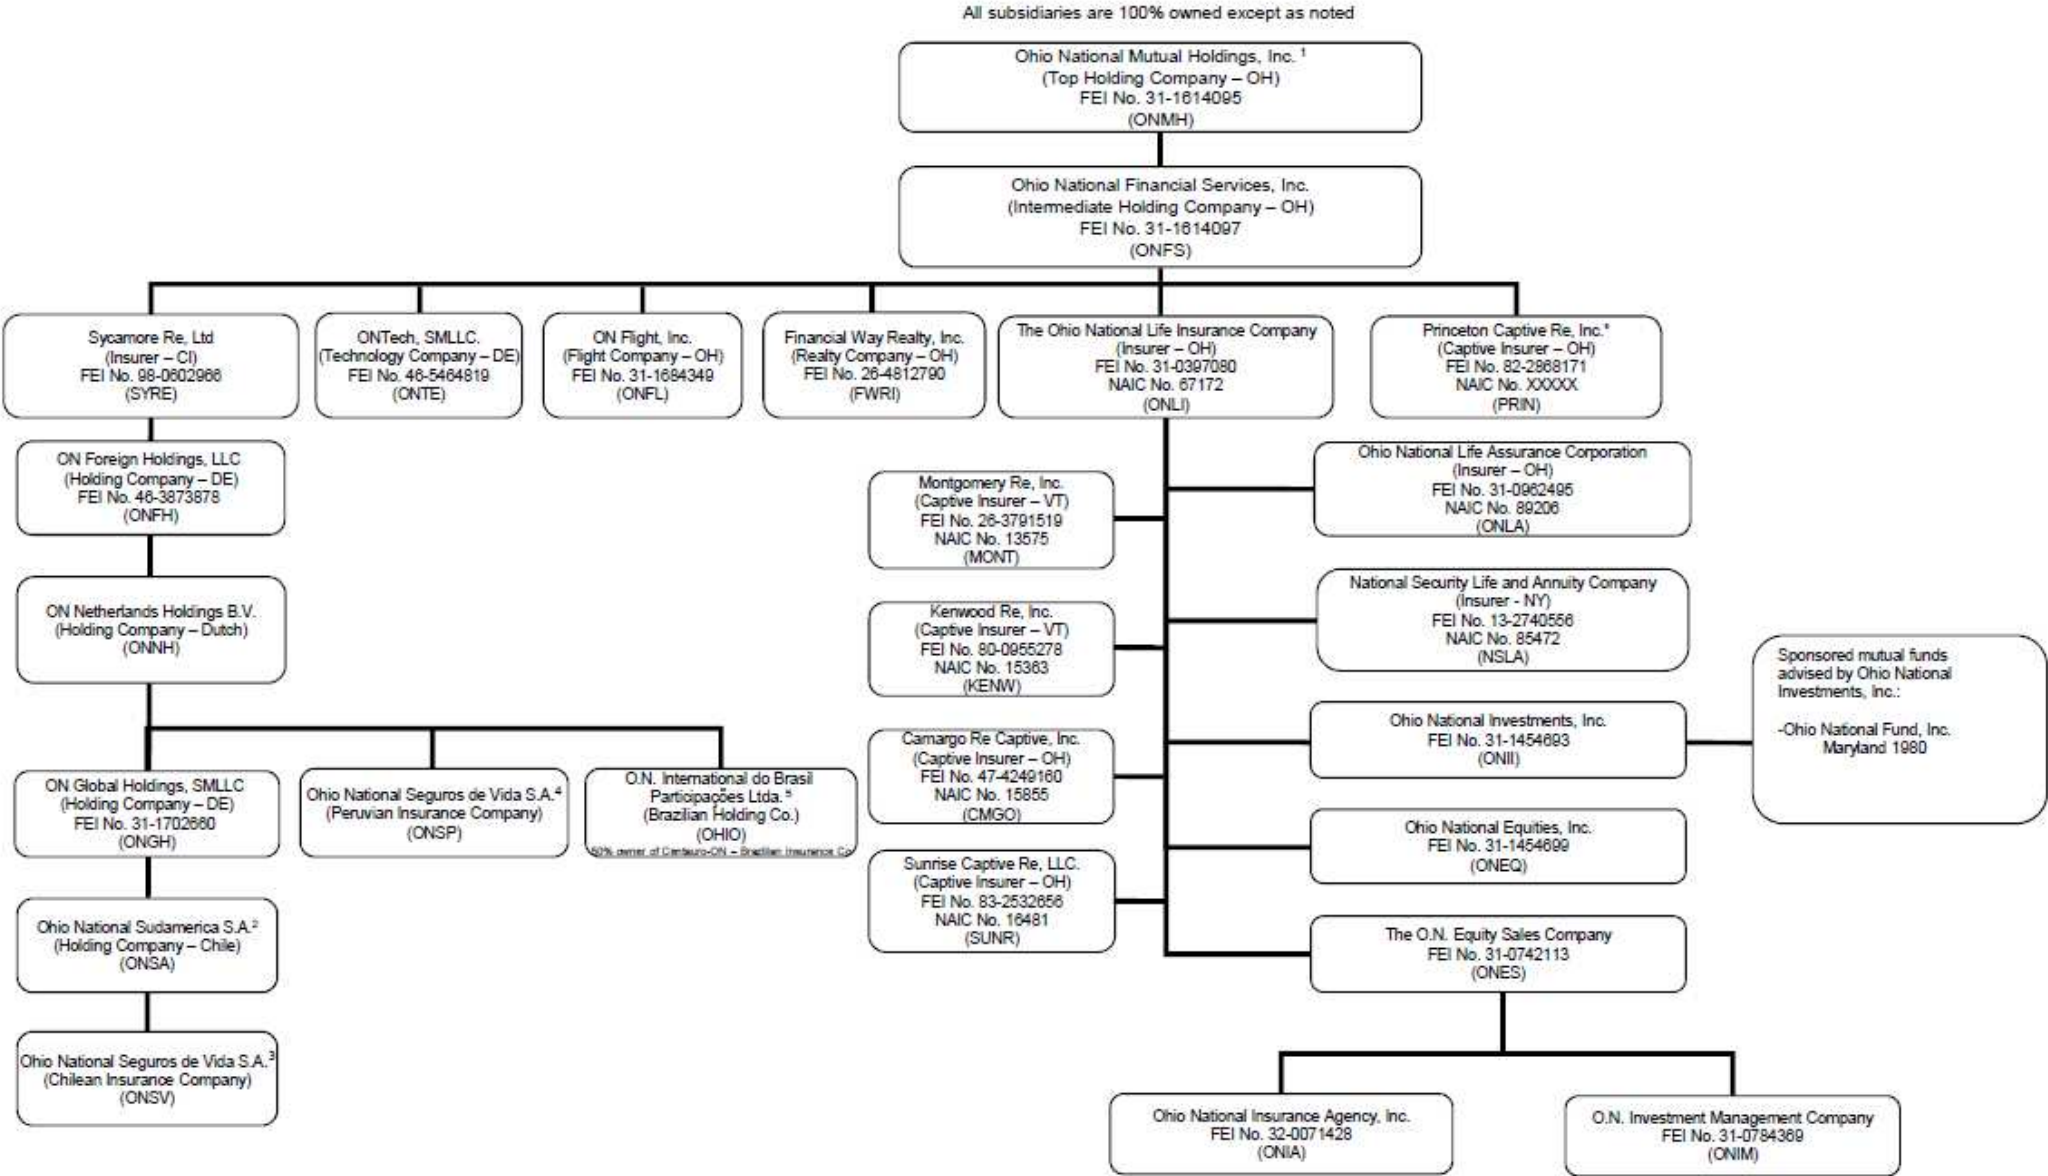 All subsidiaries are 100% owned except as noted
Ohio National Mutual Holdings, Inc. ¹
(Top Holding Company – OH)
FEI No. 31-1614095
(ONMH)
Ohio National Financial Services, Inc.
(Intermediate Holding Company – OH)
FEI No. 31-1614097
(ONFS)
Sycamore Re, Ltd
(Insurer – CI)
FEI No. 98-0602966
(SYRE)
ONTech, SMLLC.
(Technology Company – DE)
FEI No. 46-5464819
(ONTE)
ON Flight, Inc.
(Flight Company – OH)
FEI No. 31-1684349
(ONFL)
Financial Way Realty, Inc.
(Realty Company – OH)
FEI No. 26-4812790
(FWRI)
The Ohio National Life Insurance Company
(Insurer – OH)
FEI No. 31-0397080
NAIC No. 67172
(ONLI)
Princeton Captive Re, Inc.*
(Captive Insurer – OH)
FEI No. 82-2868171
NAIC No. XXXXX
(PRIN)
ON Foreign Holdings, LLC
(Holding Company – DE)
FEI No. 46-3873878
(ONFH)
ON Netherlands Holdings B.V.
(Holding Company – Dutch)
(ONNH)
ON Global Holdings, SMLLC
(Holding Company – DE)
FEI No. 31-1702660
(ONGH)
Ohio National Seguros de Vida S.A.⁴
(Peruvian Insurance Company)
(ONSP)
O.N. International do Brasil
Participações Ltda. ⁵
(Brazilian Holding Co.)
(OHIO)
50% owner of Centauro-ON – Brazilian Insurance Co
Ohio National Sudamerica S.A.²
(Holding Company – Chile)
(ONSA)
Ohio National Seguros de Vida S.A.³
(Chilean Insurance Company)
(ONSV)
Montgomery Re, Inc.
(Captive Insurer – VT)
FEI No. 26-3791519
NAIC No. 13575
(MONT)
Kenwood Re, Inc.
(Captive Insurer – VT)
FEI No. 80-0955278
NAIC No. 15363
(KENW)
Camargo Re Captive, Inc.
(Captive Insurer – OH)
FEI No. 47-4249160
NAIC No. 15855
(CMGO)
Sunrise Captive Re, LLC.
(Captive Insurer – OH)
FEI No. 83-2532656
NAIC No. 16481
(SUNR)
Ohio National Life Assurance Corporation
(Insurer – OH)
FEI No. 31-0962495
NAIC No. 89206
(ONLA)
National Security Life and Annuity Company
(Insurer - NY)
FEI No. 13-2740556
NAIC No. 85472
(NSLA)
Ohio National Investments, Inc.
FEI No. 31-1454693
(ONII)
Sponsored mutual funds
advised by Ohio National
Investments, Inc.:
-Ohio National Fund, Inc.
Maryland 1980
Ohio National Equities, Inc.
FEI No. 31-1454699
(ONEQ)
The O.N. Equity Sales Company
FEI No. 31-0742113
(ONES)
Ohio National Insurance Agency, Inc.
FEI No. 32-0071428
(ONIA)
O.N. Investment Management Company
FEI No. 31-0784369
(ONIM)